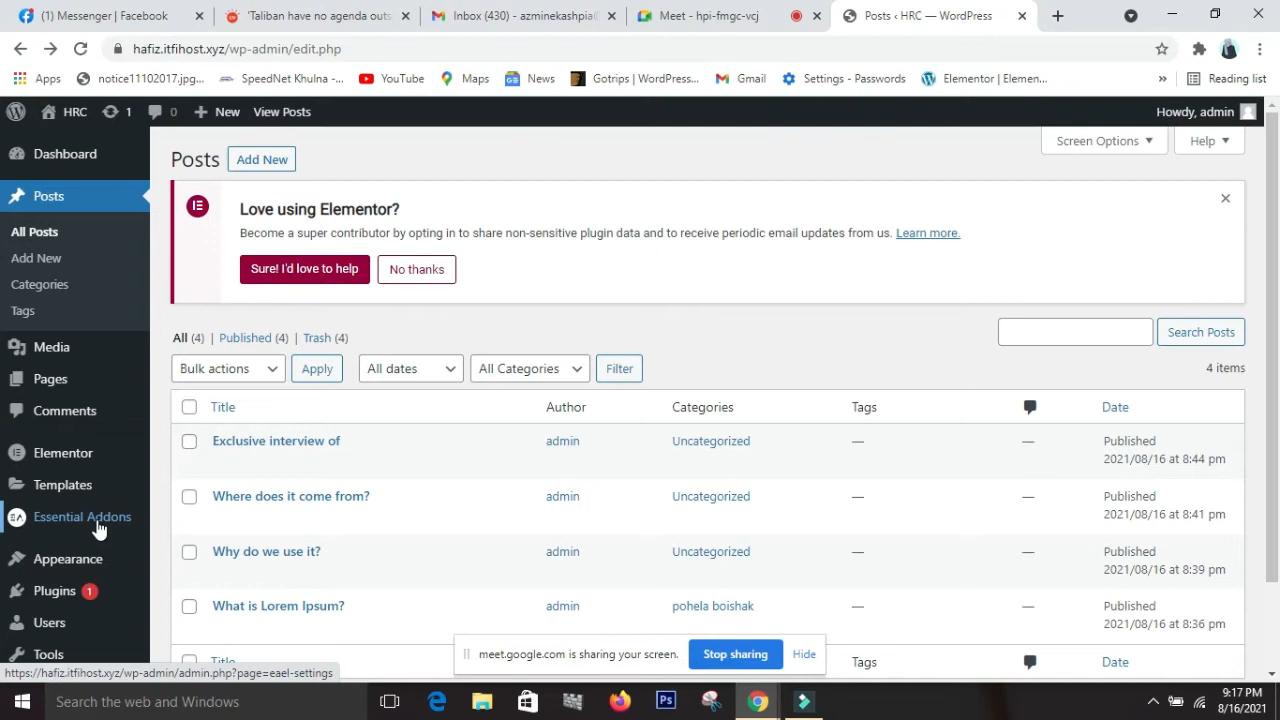 (1) Messenger | Facebook
'Taliban have no agenda outs
Inbox (430) - azminekashpia@
Meet - hpi-fmgc-vcj
Posts ‹ HRC — WordPress
hafiz.itfihost.xyz/wp-admin/edit.php
Apps
notice11102017.jpg...
SpeedNet Khulna -...
YouTube
Maps
News
Gotrips | WordPress...
Gmail
Settings - Passwords
Elementor | Elemen...
»
Reading list
HRC
1
0
New
View Posts
Howdy, admin
Dashboard
Posts
All Posts
Add New
Categories
Tags
Media
Pages
Comments
Elementor
Templates
Essential Addons
Appearance
Plugins 1
Users
Tools
Posts
Add New
Screen Options
Help
Love using Elementor?
Become a super contributor by opting in to share non-sensitive plugin data and to receive periodic email updates from us. Learn more.
Sure! I'd love to help
No thanks
All (4) | Published (4) | Trash (4)
Search Posts
Bulk actions
Apply
All dates
All Categories
Filter
4 items
Title Author Categories Tags Date
Exclusive interview of admin Uncategorized — — Published
2021/08/16 at 8:44 pm
Where does it come from? admin Uncategorized — — Published
2021/08/16 at 8:41 pm
Why do we use it? admin Uncategorized — — Published
2021/08/16 at 8:39 pm
What is Lorem Ipsum? admin pohela boishak — — Published
2021/08/16 at 8:36 pm
Title Tags Date
meet.google.com is sharing your screen.
Stop sharing
Hide
https://hafiz.itfihost.xyz/wp-admin/admin.php?page=eael-settings
Search the web and Windows
Ps
9:17 PM
8/16/2021